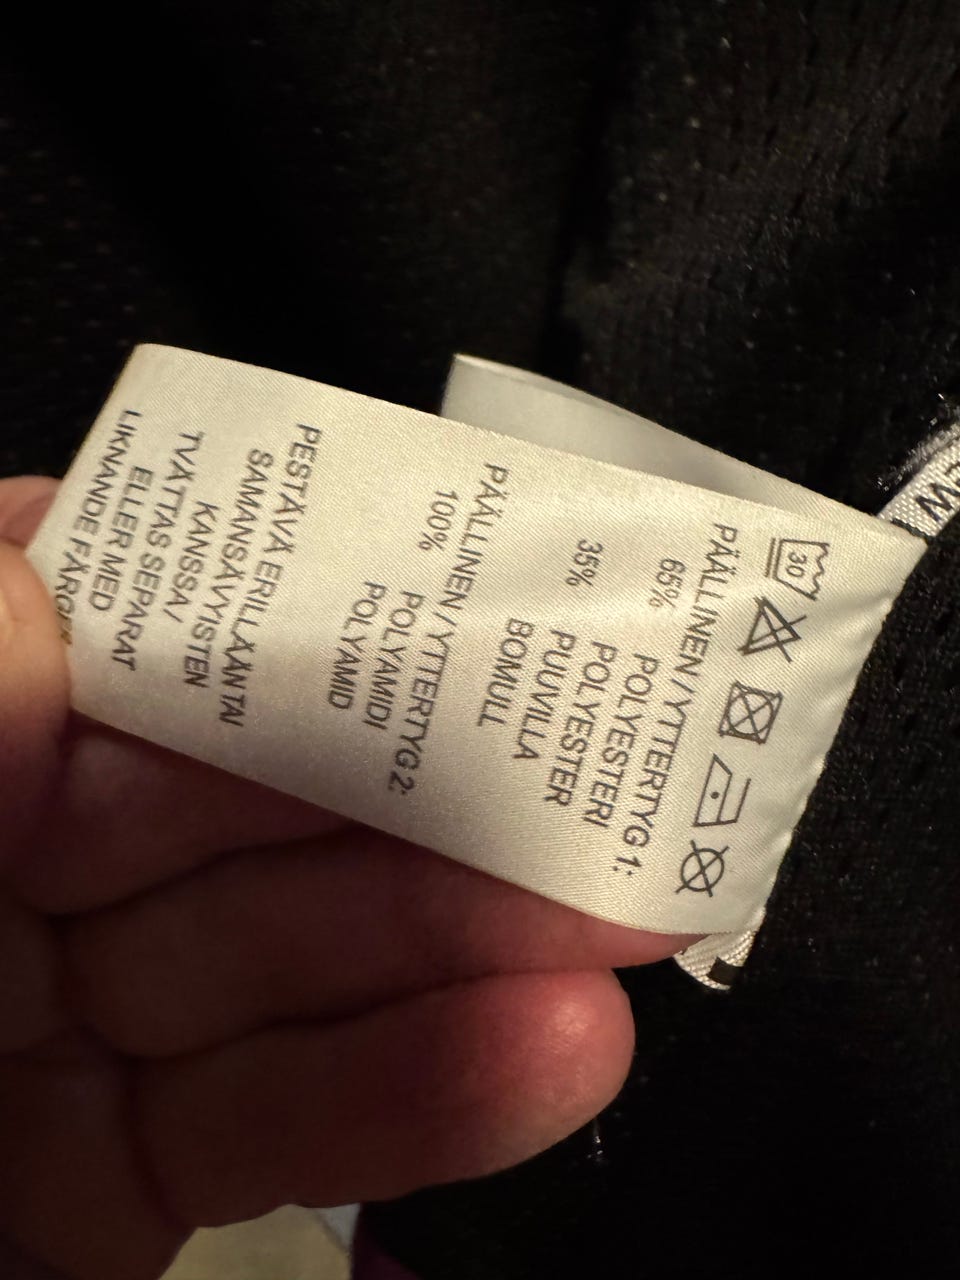 30
PÄÄLLINEN/YTTERTYG 1:
65% POLYESTERI
POLYESTER
35% PUUVILLA
BOMULL
PÄÄLLINEN/YTTERTYG 2:
100% POLYAMIDI
POLYAMID
PESTÄVÄ ERILLÄÄN TAI
SAMANSÄVYISTEN
KANSSA/
TVÄTTAS SEPARAT
ELLER MED
LIKNANDE